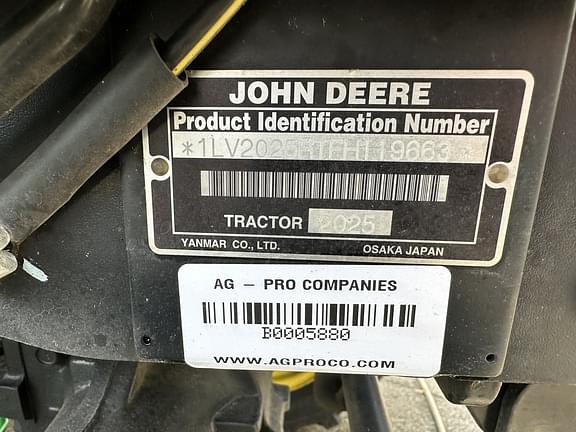 JOHN DEERE
Product Identification Number
TRACTOR 2025
YANMAR CO., LTD. OSAKA JAPAN
AG – PRO COMPANIES
B0005880
WWW.AGPROCO.COM